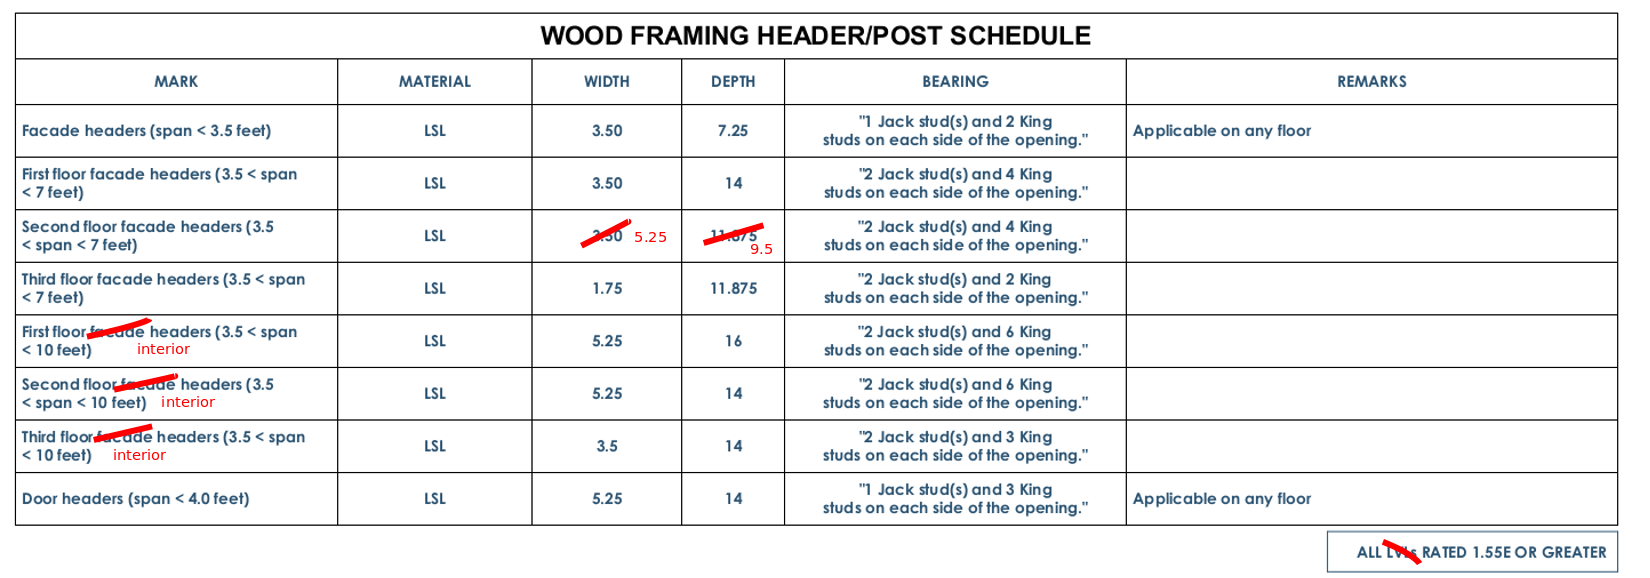 WOOD FRAMING HEADER/POST SCHEDULE
MARK MATERIAL WIDTH DEPTH BEARING REMARKS
Facade headers (span < 3.5 feet) LSL 3.50 7.25 "1 Jack stud(s) and 2 King
studs on each side of the opening." Applicable on any floor
First floor facade headers (3.5 < span
< 7 feet) LSL 3.50 14 "2 Jack stud(s) and 4 King
studs on each side of the opening."
Second floor facade headers (3.5
< span < 7 feet) LSL 3.50 5.25 11.875 9.5 "2 Jack stud(s) and 4 King
studs on each side of the opening."
Third floor facade headers (3.5 < span
< 7 feet) LSL 1.75 11.875 "2 Jack stud(s) and 2 King
studs on each side of the opening."
First floor facade headers (3.5 < span
< 10 feet) interior LSL 5.25 16 "2 Jack stud(s) and 6 King
studs on each side of the opening."
Second floor facade headers (3.5
< span < 10 feet) interior LSL 5.25 14 "2 Jack stud(s) and 6 King
studs on each side of the opening."
Third floor facade headers (3.5 < span
< 10 feet) interior LSL 3.5 14 "2 Jack stud(s) and 3 King
studs on each side of the opening."
Door headers (span < 4.0 feet) LSL 5.25 14 "1 Jack stud(s) and 3 King
studs on each side of the opening." Applicable on any floor
ALL LVLs RATED 1.55E OR GREATER